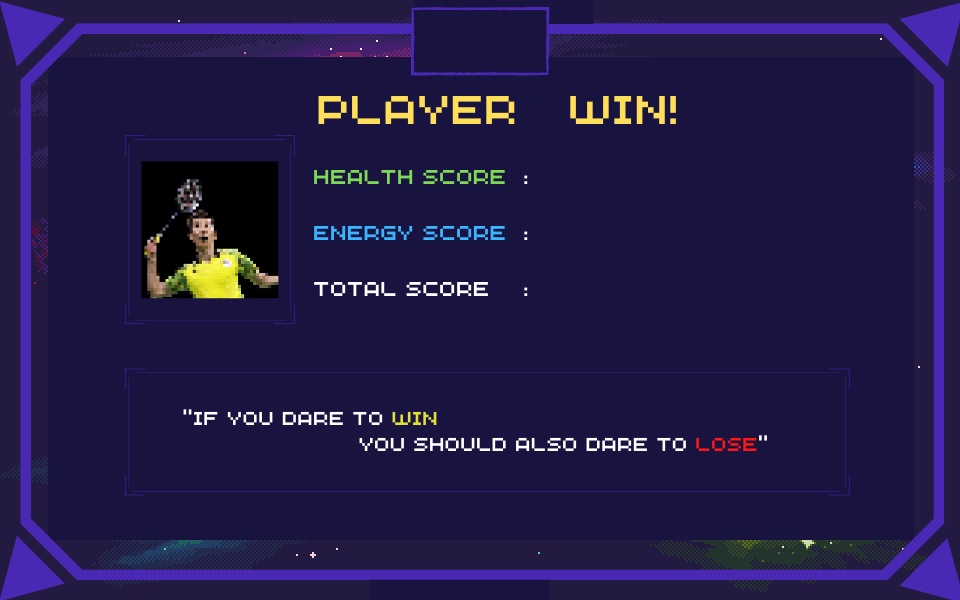 PLAYER WIN!
HEALTH SCORE :
ENERGY SCORE :
TOTAL SCORE :
"IF YOU DARE TO WIN
YOU SHOULD ALSO DARE TO LOSE"